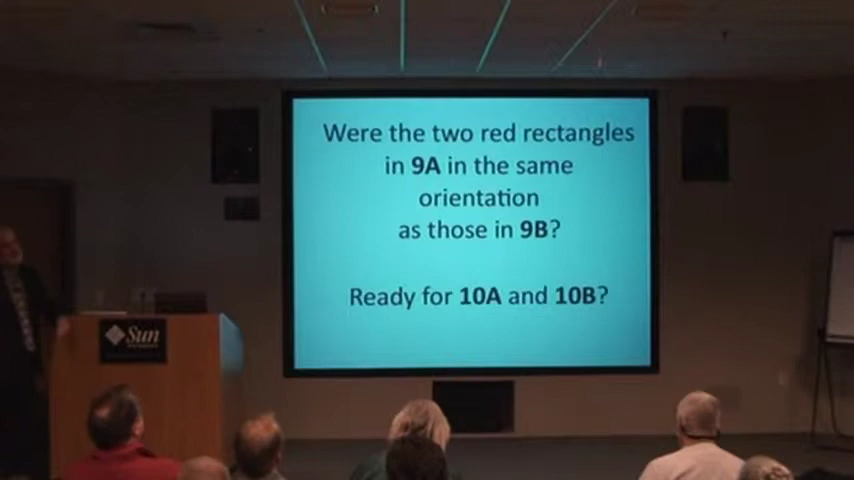 Were the two red rectangles
in 9A in the same
orientation
as those in 9B?
Ready for 10A and 10B?
Sun